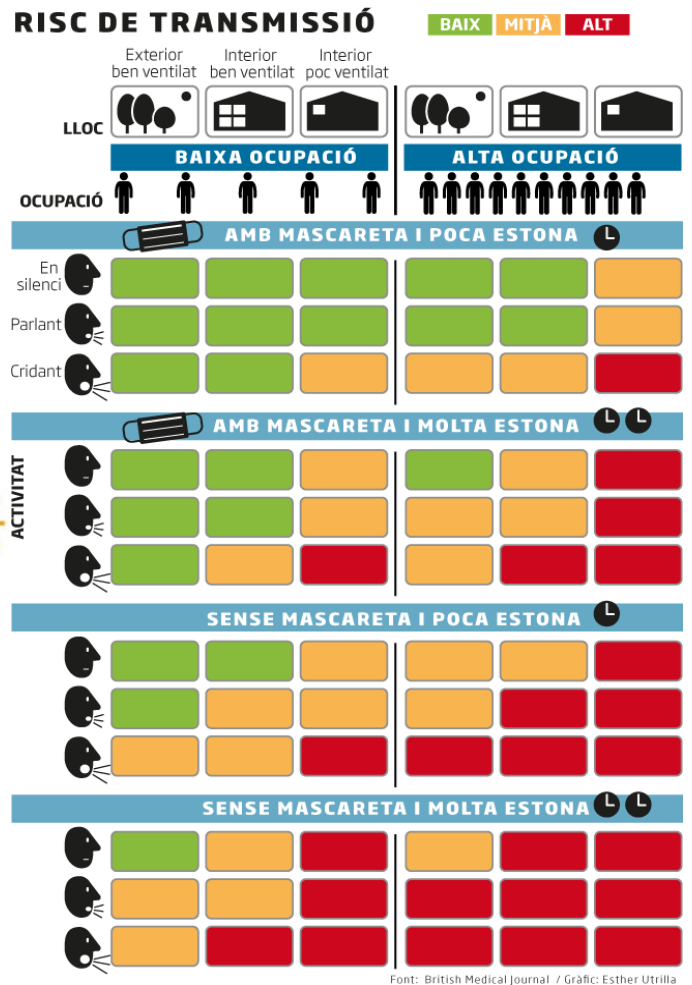 RISC DE TRANSMISSIÓ
BAIX MITJÀ ALT
Exterior
ben ventilat
Interior
ben ventilat
Interior
poc ventilat
LLOC
BAIXA OCUPACIÓ
ALTA OCUPACIÓ
OCUPACIÓ
AMB MASCARETA I POCA ESTONA
En
silenci
Parlant
Cridant
AMB MASCARETA I MOLTA ESTONA
ACTIVITAT
SENSE MASCARETA I POCA ESTONA
SENSE MASCARETA I MOLTA ESTONA
Font: British Medical Journal / Gràfic: Esther Utrilla